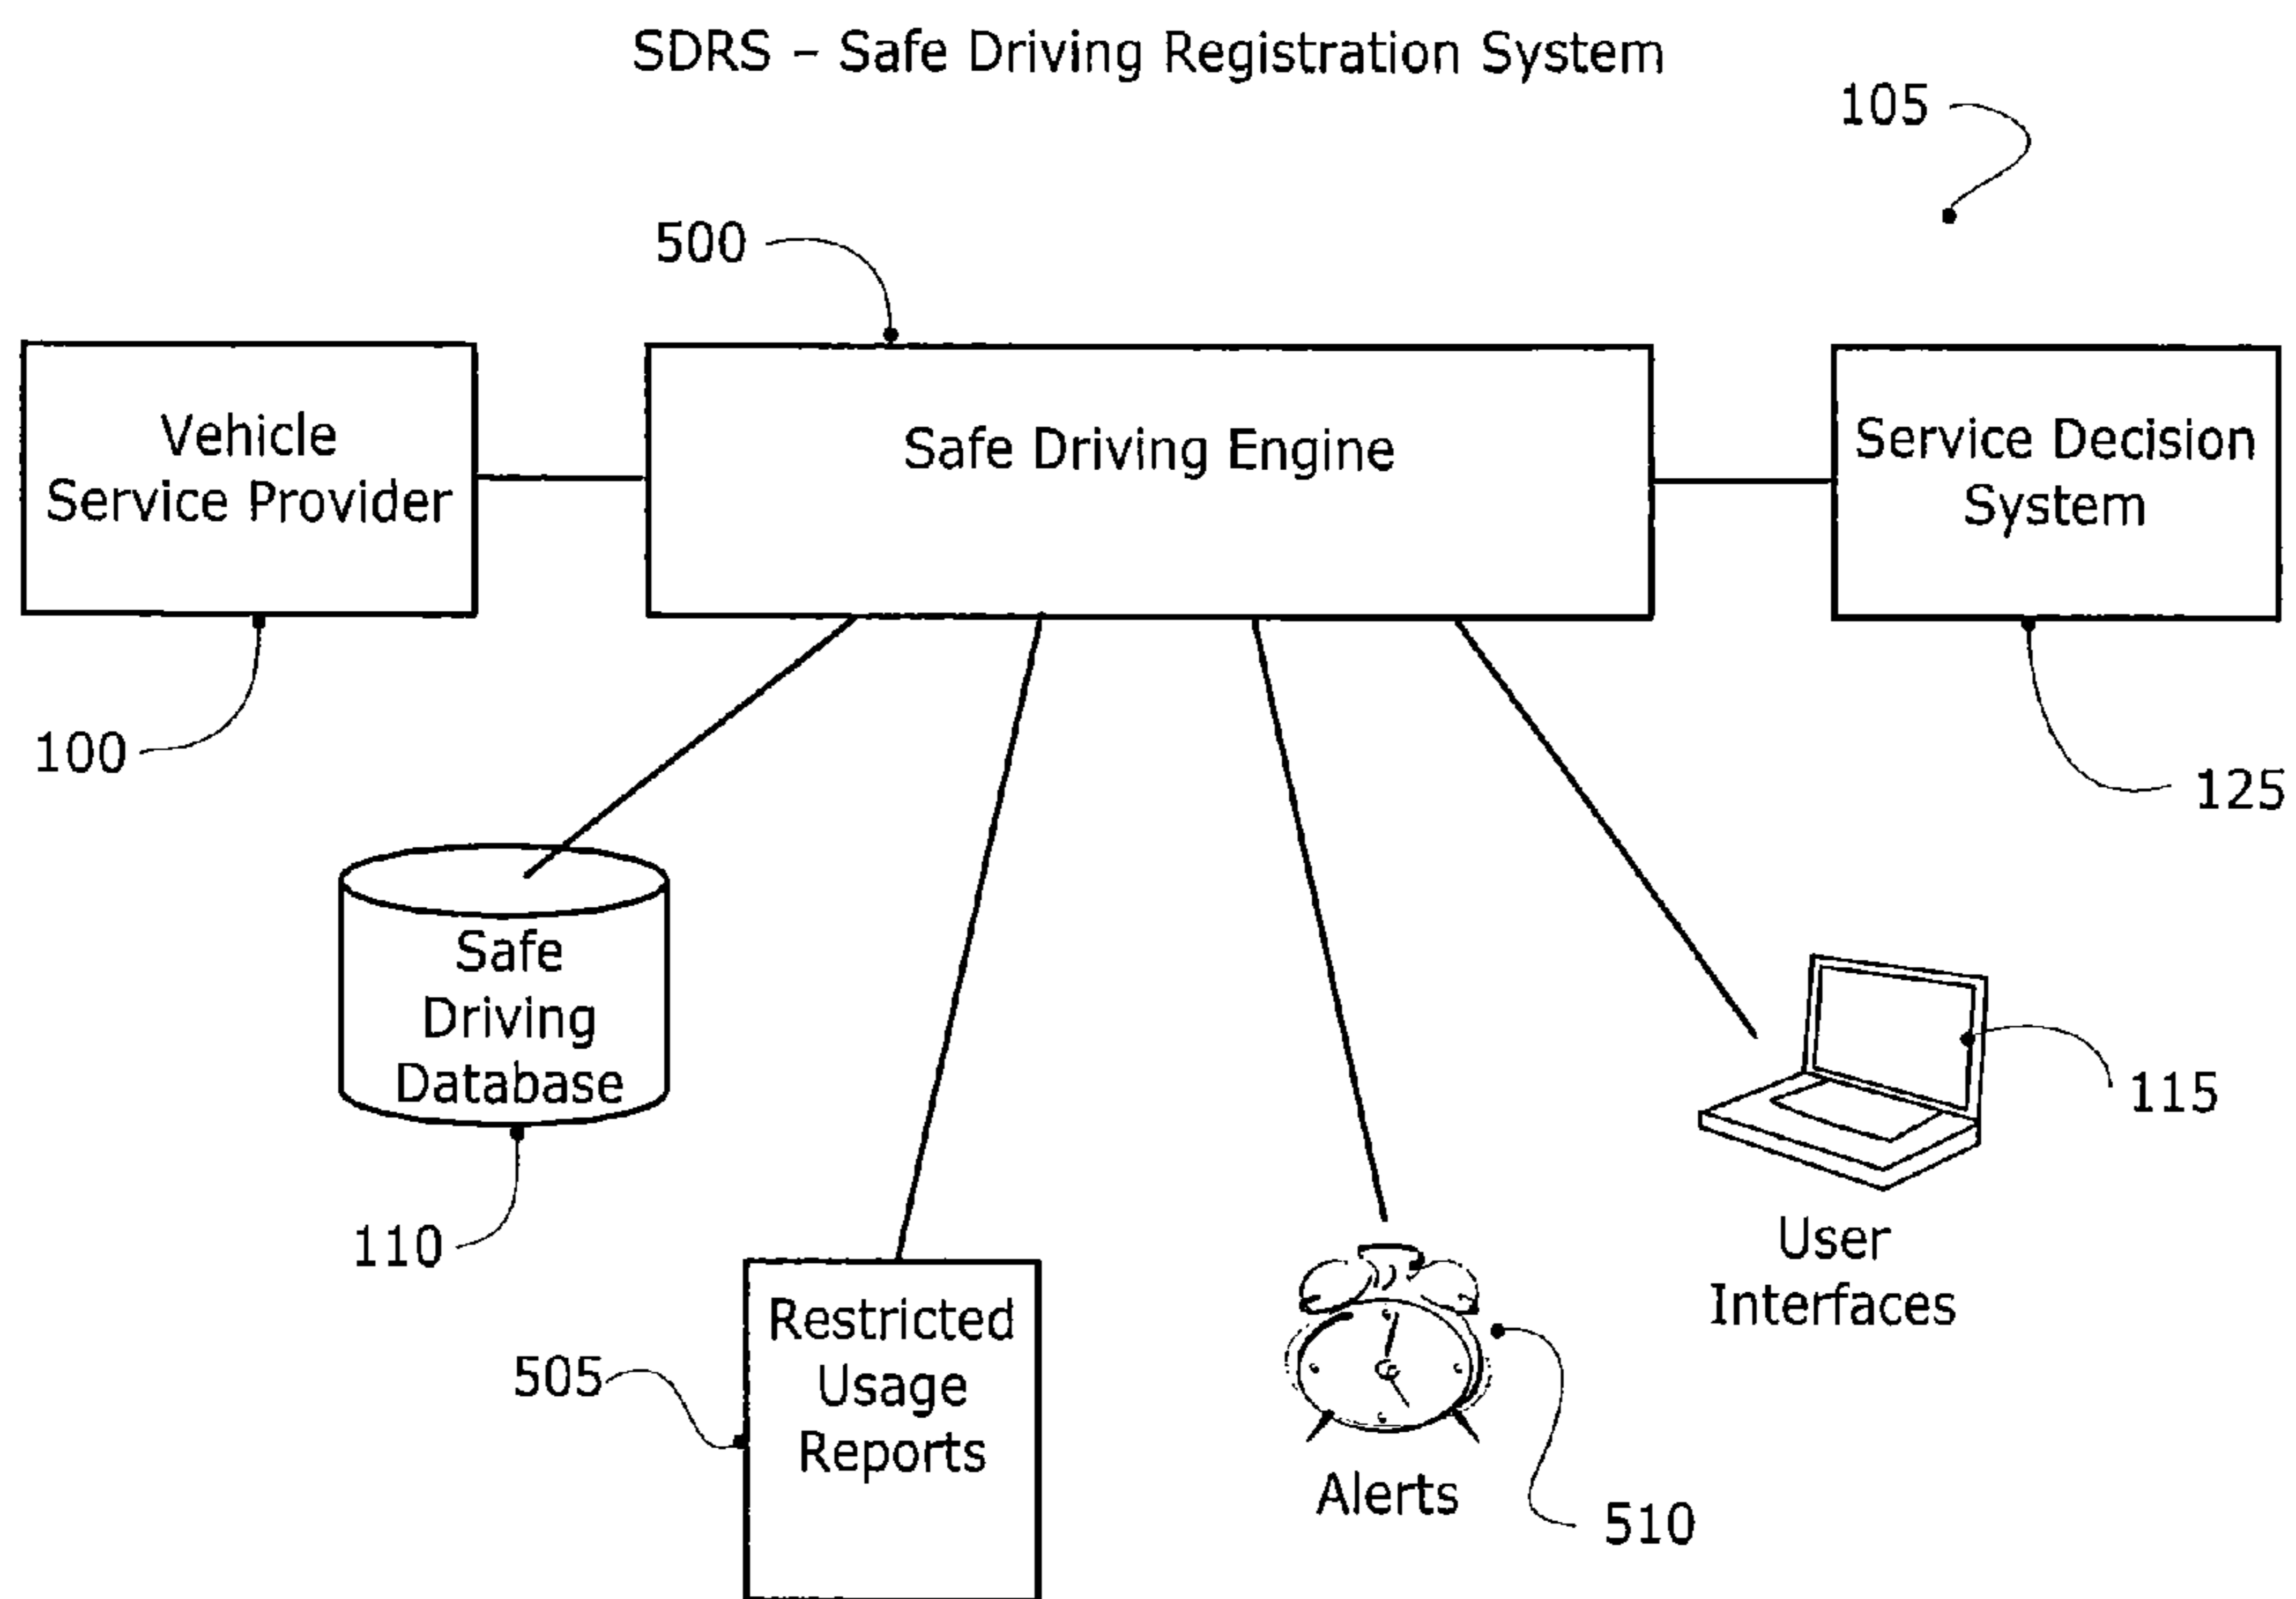 SDRS – Safe Driving Registration System
105
500
Vehicle
Service Provider
Safe Driving Engine
Service Decision
System
100
125
Safe
Driving
Database
115
110
User
Interfaces
Restricted
Usage
Reports
505
Alerts
510